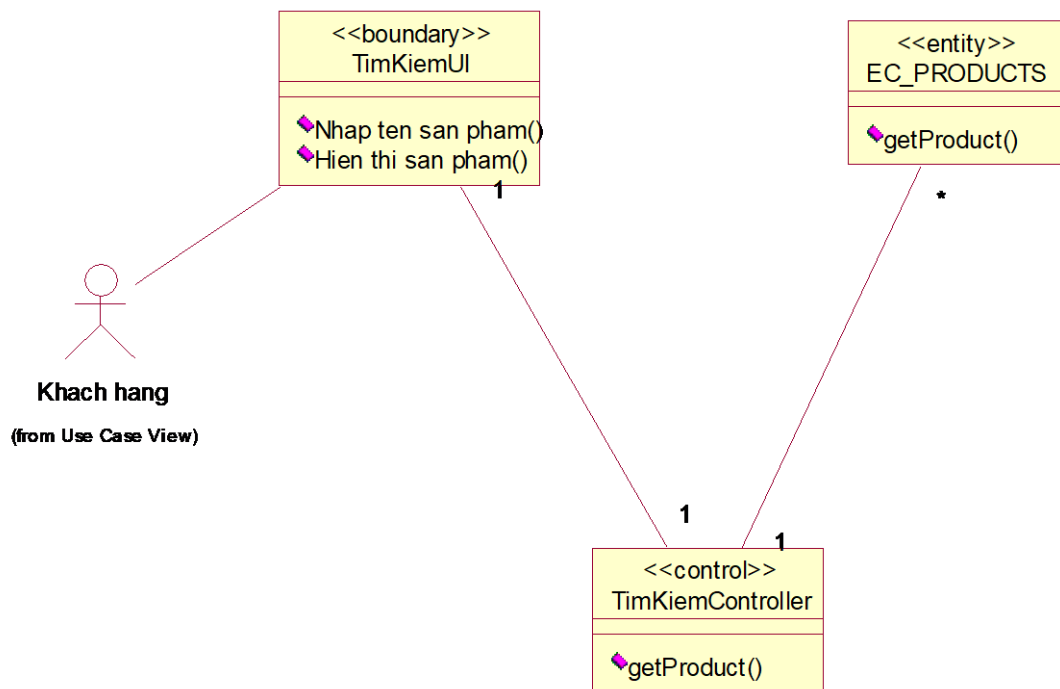 <<boundary>>
TimKiemUI
Nhap ten san pham()
Hien thi san pham()
1
<<entity>>
EC_PRODUCTS
getProduct()
*
Khach hang
(from Use Case View)
1
1
<<control>>
TimKiemController
getProduct()